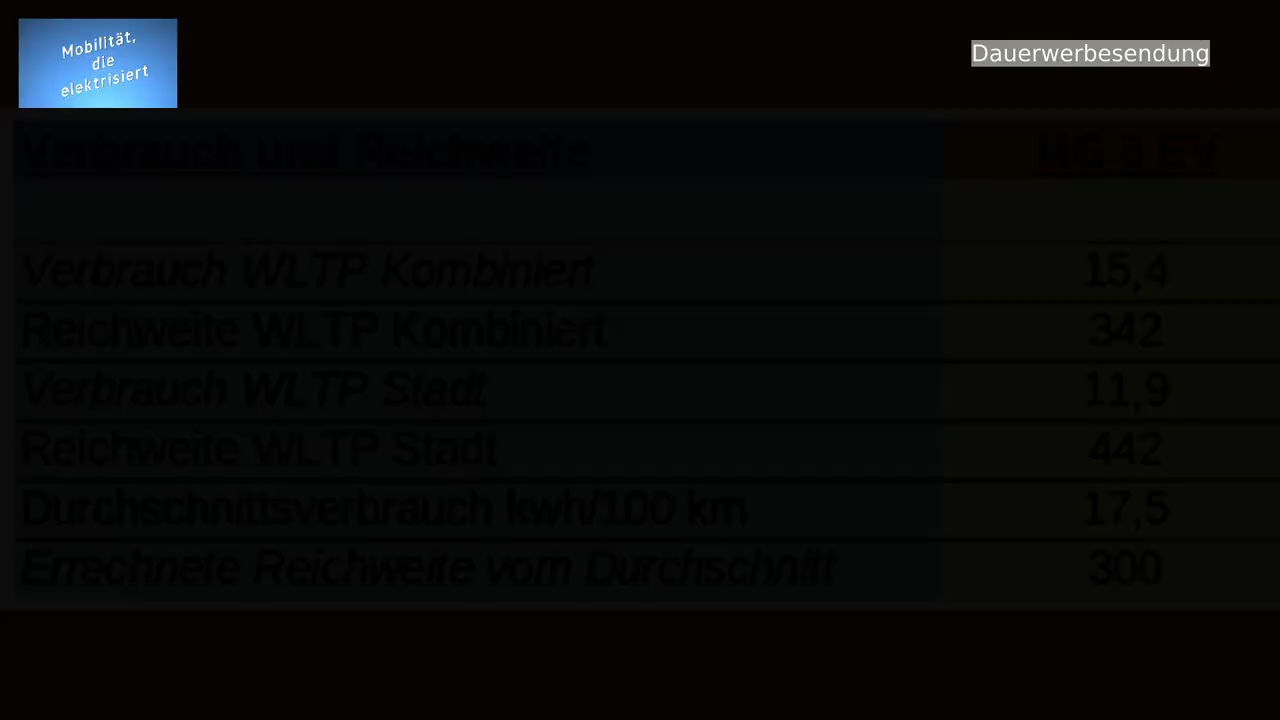 Mobilität,
die
elektrisiert
Dauerwerbesendung
Verbrauch und Reichweite MG 5 EV
Verbrauch WLTP Kombiniert 15,4
Reichweite WLTP Kombiniert 342
Verbrauch WLTP Stadt 11,9
Reichweite WLTP Stadt 442
Durchschnittsverbrauch kwh/100 km 17,5
Errechnete Reichweite vom Durchschnitt 300